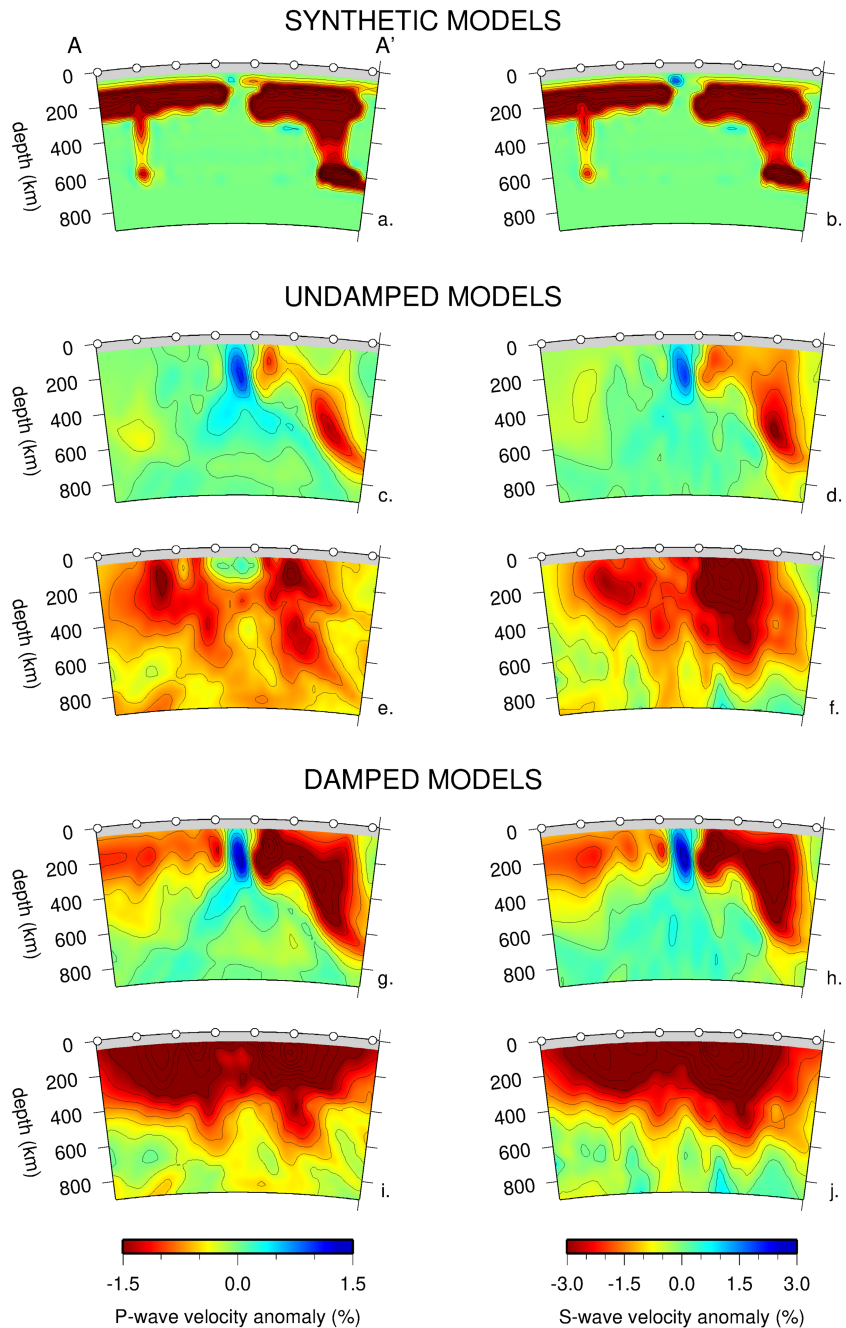 SYNTHETIC MODELS
A A'
0
200
400
600
800
depth (km)
a.
0
200
400
600
800
b.
UNDAMPED MODELS
0
200
400
600
800
depth (km)
c.
0
200
400
600
800
d.
0
200
400
600
800
depth (km)
e.
0
200
400
600
800
f.
DAMPED MODELS
0
200
400
600
800
depth (km)
g.
0
200
400
600
800
h.
0
200
400
600
800
depth (km)
i.
0
200
400
600
800
j.
-1.5 0.0 1.5
P-wave velocity anomaly (%)
-3.0 -1.5 0.0 1.5 3.0
S-wave velocity anomaly (%)